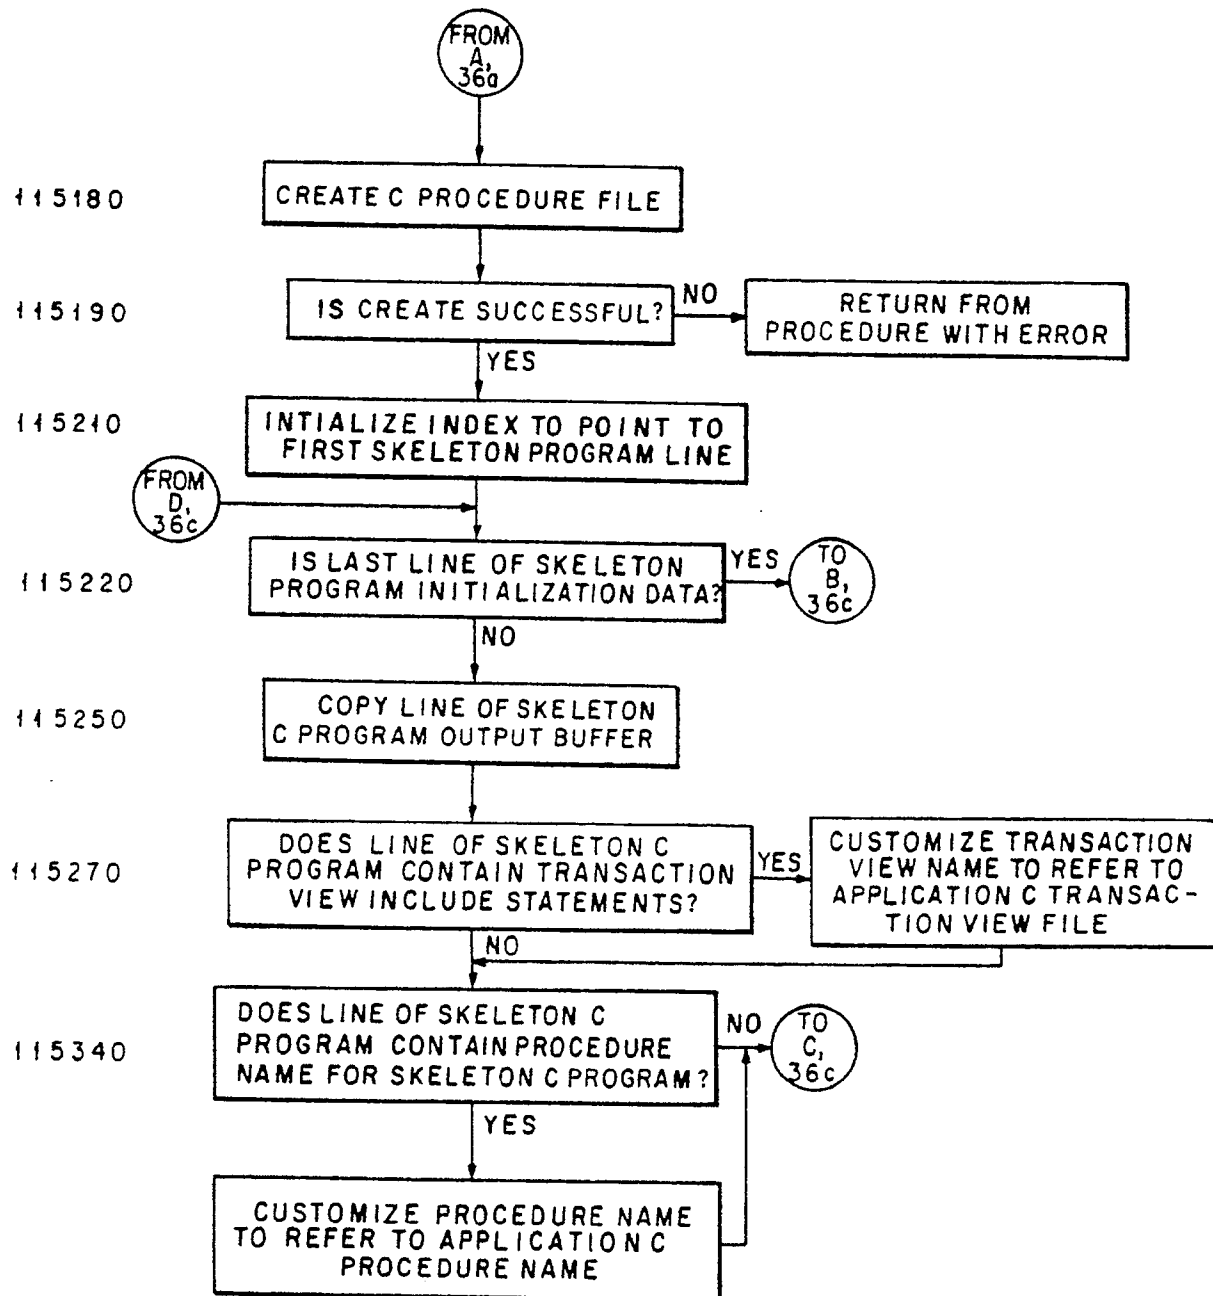 FROM
A,
36a
115180
CREATE C PROCEDURE FILE
115190
IS CREATE SUCCESSFUL?
NO
RETURN FROM
PROCEDURE WITH ERROR
YES
115210
INTIALIZE INDEX TO POINT TO
FIRST SKELETON PROGRAM LINE
FROM
D,
36c
115220
IS LAST LINE OF SKELETON
PROGRAM INITIALIZATION DATA?
YES
TO
B,
36c
NO
115250
COPY LINE OF SKELETON
C PROGRAM OUTPUT BUFFER
115270
DOES LINE OF SKELETON C
PROGRAM CONTAIN TRANSACTION
VIEW INCLUDE STATEMENTS?
YES
CUSTOMIZE TRANSACTION
VIEW NAME TO REFER TO
APPLICATION C TRANSAC-
TION VIEW FILE
NO
115340
DOES LINE OF SKELETON C
PROGRAM CONTAIN PROCEDURE
NAME FOR SKELETON C PROGRAM?
NO
TO
C,
36c
YES
CUSTOMIZE PROCEDURE NAME
TO REFER TO APPLICATION C
PROCEDURE NAME